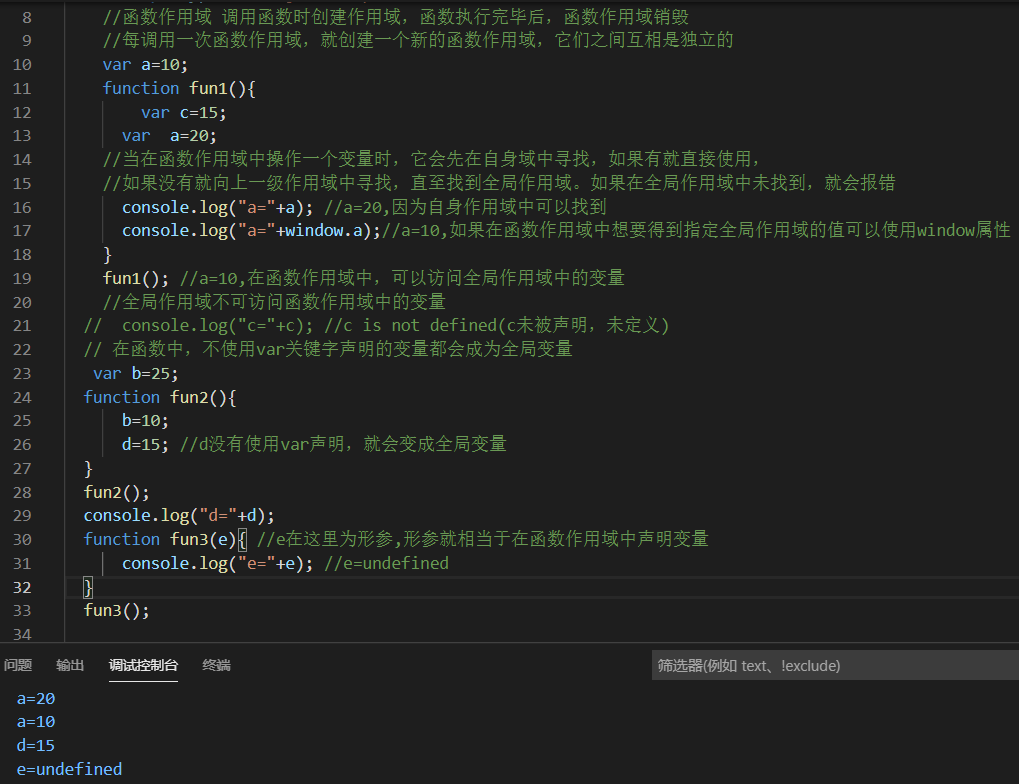 8 //函数作用域 调用函数时创建作用域，函数执行完毕后，函数作用域销毁
9 //每调用一次函数作用域，就创建一个新的函数作用域，它们之间互相是独立的
10 var a=10;
11 function fun1(){
12 var c=15;
13 var  a=20;
14 //当在函数作用域中操作一个变量时，它会先在自身域中寻找，如果有就直接使用，
15 //如果没有就向上一级作用域中寻找，直至找到全局作用域。如果在全局作用域中未找到，就会报错
16 console.log("a="+a); //a=20,因为自身作用域中可以找到
17 console.log("a="+window.a);//a=10,如果在函数作用域中想要得到指定全局作用域的值可以使用window属性
18 }
19 fun1(); //a=10,在函数作用域中，可以访问全局作用域中的变量
20 //全局作用域不可访问函数作用域中的变量
21 //  console.log("c="+c); //c is not defined(c未被声明，未定义)
22 // 在函数中，不使用var关键字声明的变量都会成为全局变量
23 var b=25;
24 function fun2(){
25 b=10;
26 d=15; //d没有使用var声明，就会变成全局变量
27 }
28 fun2();
29 console.log("d="+d);
30 function fun3(e){ //e在这里为形参,形参就相当于在函数作用域中声明变量
31 console.log("e="+e); //e=undefined
32 }
33 fun3();
34
问题 输出 调试控制台 终端 筛选器(例如 text、!exclude)
a=20
a=10
d=15
e=undefined